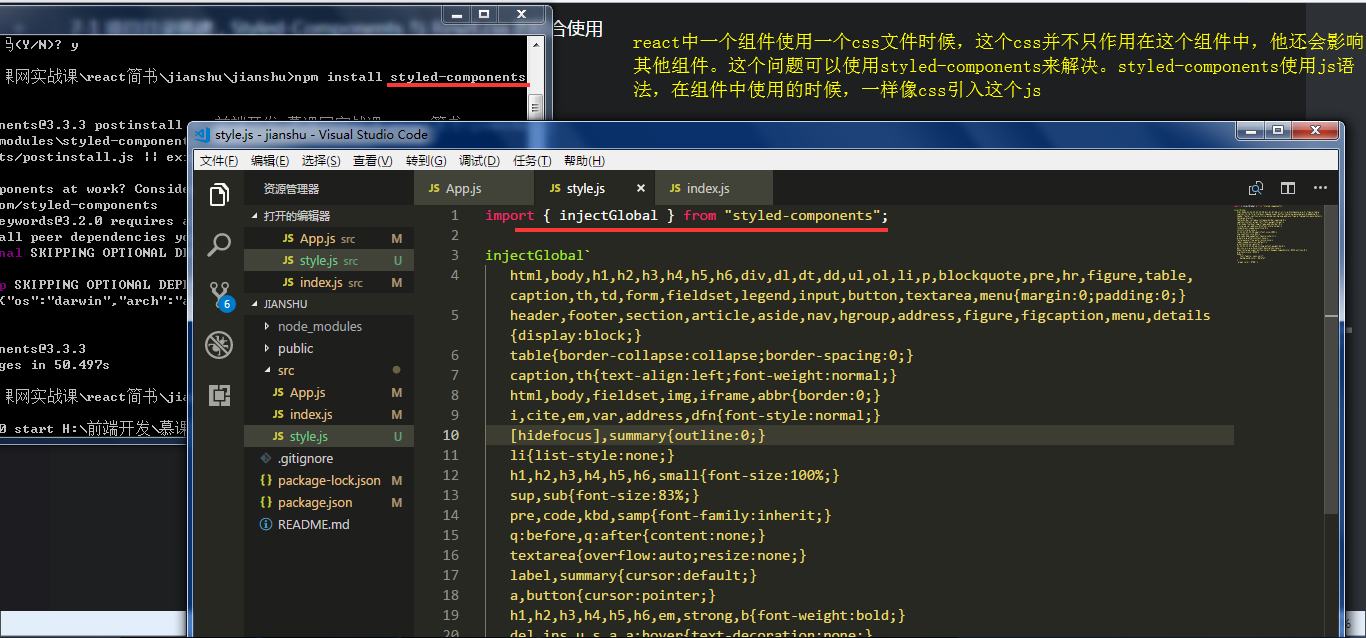 合使用
react中一个组件使用一个css文件时候，这个css并不只作用在这个组件中，他还会影响
其他组件。这个问题可以使用styled-components来解决。styled-components使用js语
法，在组件中使用的时候，一样像css引入这个js
(Y/N)? y
课网实战课\react简书\jianshu\jianshu>npm install styled-components
nents@3.3.3 postinstall
modules\styled-component
ts/postinstall.js || ex
ponents at work? Conside
om/styled-components
eywords@3.2.0 requires a
all peer dependencies yo
nal SKIPPING OPTIONAL DE
p SKIPPING OPTIONAL DEPE
{"os":"darwin","arch":"a
nents@3.3.3
ges in 50.497s
课网实战课\react简书\jia
0 start H:\前端开发\慕课
style.js - jianshu - Visual Studio Code
文件(F) 编辑(E) 选择(S) 查看(V) 转到(G) 调试(D) 任务(T) 帮助(H)
资源管理器
打开的编辑器
JS App.js src M
JS style.js src U
JS index.js src M
6
JIANSHU
node_modules
public
src
JS App.js M
JS index.js M
JS style.js U
.gitignore
{} package-lock.json M
{} package.json M
README.md
JS App.js JS style.js JS index.js
1 import { injectGlobal } from "styled-components";
2
3 injectGlobal`
4 html,body,h1,h2,h3,h4,h5,h6,div,dl,dt,dd,ul,ol,li,p,blockquote,pre,hr,figure,table,
caption,th,td,form,fieldset,legend,input,button,textarea,menu{margin:0;padding:0;}
5 header,footer,section,article,aside,nav,hgroup,address,figure,figcaption,menu,details
{display:block;}
6 table{border-collapse:collapse;border-spacing:0;}
7 caption,th{text-align:left;font-weight:normal;}
8 html,body,fieldset,img,iframe,abbr{border:0;}
9 i,cite,em,var,address,dfn{font-style:normal;}
10 [hidefocus],summary{outline:0;}
11 li{list-style:none;}
12 h1,h2,h3,h4,h5,h6,small{font-size:100%;}
13 sup,sub{font-size:83%;}
14 pre,code,kbd,samp{font-family:inherit;}
15 q:before,q:after{content:none;}
16 textarea{overflow:auto;resize:none;}
17 label,summary{cursor:default;}
18 a,button{cursor:pointer;}
19 h1,h2,h3,h4,h5,h6,em,strong,b{font-weight:bold;}
20 del,ins,u,s,a,a:hover{text-decoration:none;}